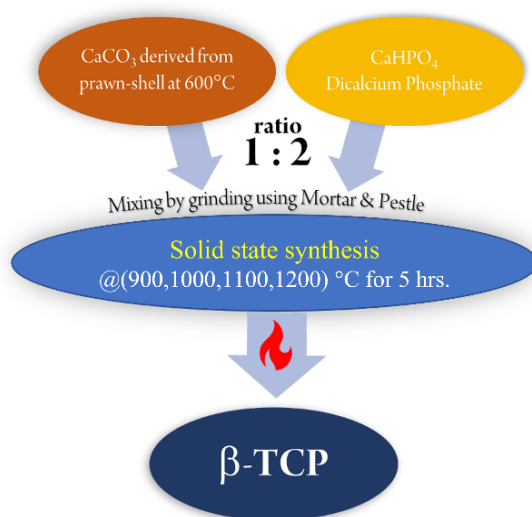 CaCO₃ derived from
prawn-shell at 600°C
CaHPO₄
Dicalcium Phosphate
ratio
1 : 2
Mixing by grinding using Mortar & Pestle
Solid state synthesis
@(900,1000,1100,1200) °C for 5 hrs.
β-TCP